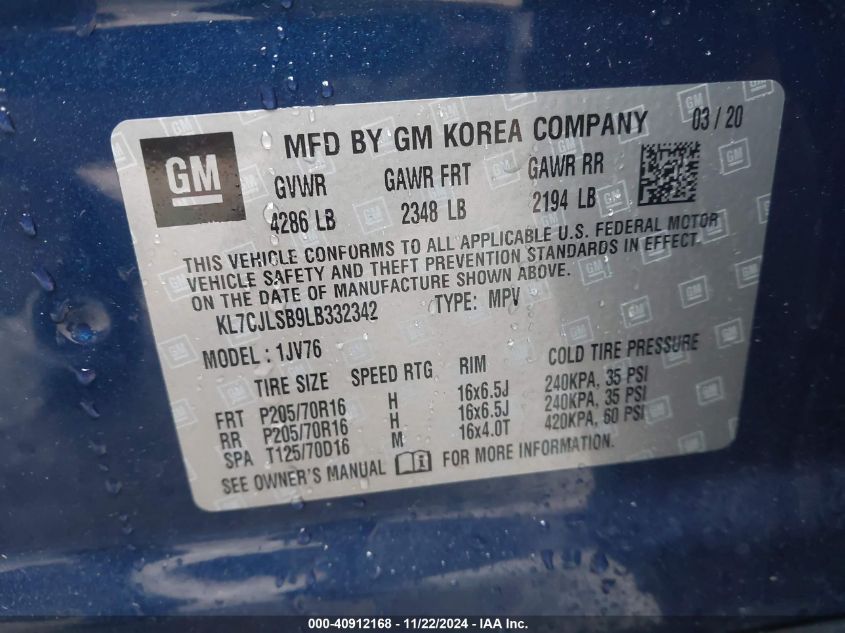 GM
MFD BY GM KOREA COMPANY 03 / 20
GVWR GAWR FRT GAWR RR
4286 LB 2348 LB 2194 LB
THIS VEHICLE CONFORMS TO ALL APPLICABLE U.S. FEDERAL MOTOR
VEHICLE SAFETY AND THEFT PREVENTION STANDARDS IN EFFECT
ON THE DATE OF MANUFACTURE SHOWN ABOVE.
KL7CJLSB9LB332342 TYPE: MPV
MODEL : 1JV76
TIRE SIZE SPEED RTG RIM COLD TIRE PRESSURE
FRT P205/70R16 H 16x6.5J 240KPA, 35 PSI
RR P205/70R16 H 16x6.5J 240KPA, 35 PSI
SPA T125/70D16 M 16x4.0T 420KPA, 60 PSI
SEE OWNER'S MANUAL FOR MORE INFORMATION.
000-40912168 - 11/22/2024 - IAA Inc.